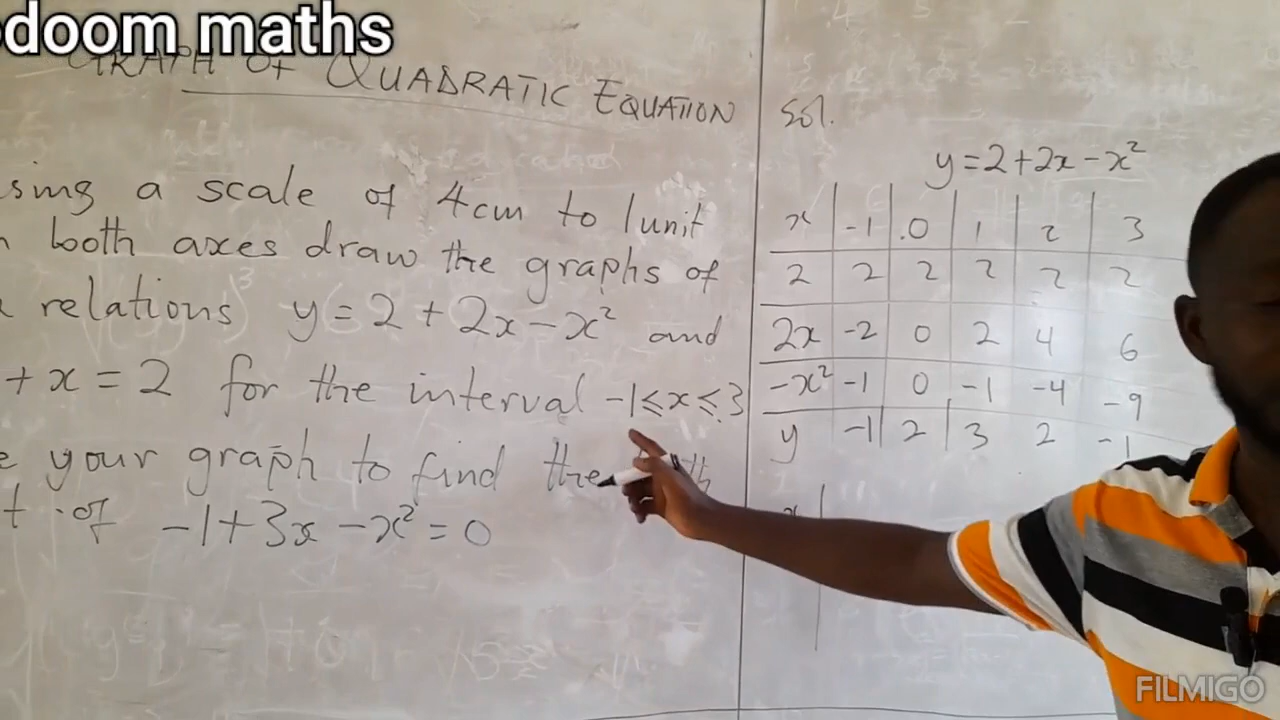 odoom maths
GRAPH OF QUADRATIC EQUATION
sing a scale of 4cm to 1unit
n both axes draw the graphs of
e relations y = 2 + 2x - x² and
+ x = 2 for the interval -1 ≤ x ≤ 3
e your graph to find the
t of -1 + 3x - x² = 0
Sol.
y = 2 + 2x - x²
x -1 0 1 2 3
2 2 2 2 2 2
2x -2 0 2 4 6
-x² -1 0 -1 -4 -9
y -1 2 3 2 -1
x
FILMIGO